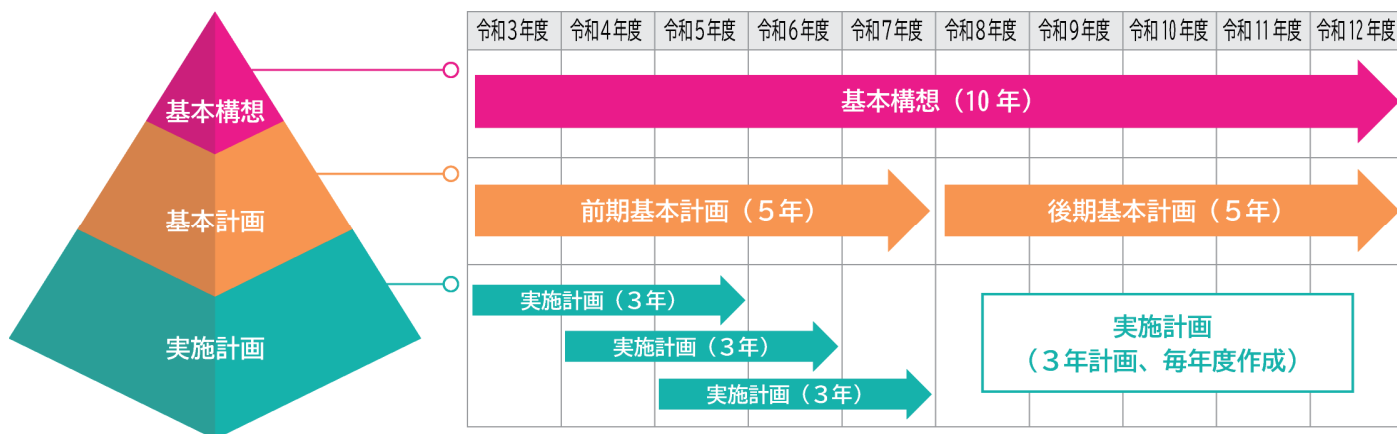 令和3年度 令和4年度 令和5年度 令和6年度 令和7年度 令和8年度 令和9年度 令和10年度 令和11年度 令和12年度
基本構想
基本構想（10年）
基本計画
前期基本計画（５年）
後期基本計画（５年）
実施計画
実施計画（３年）
実施計画（３年）
実施計画（３年）
実施計画
（３年計画、毎年度作成）